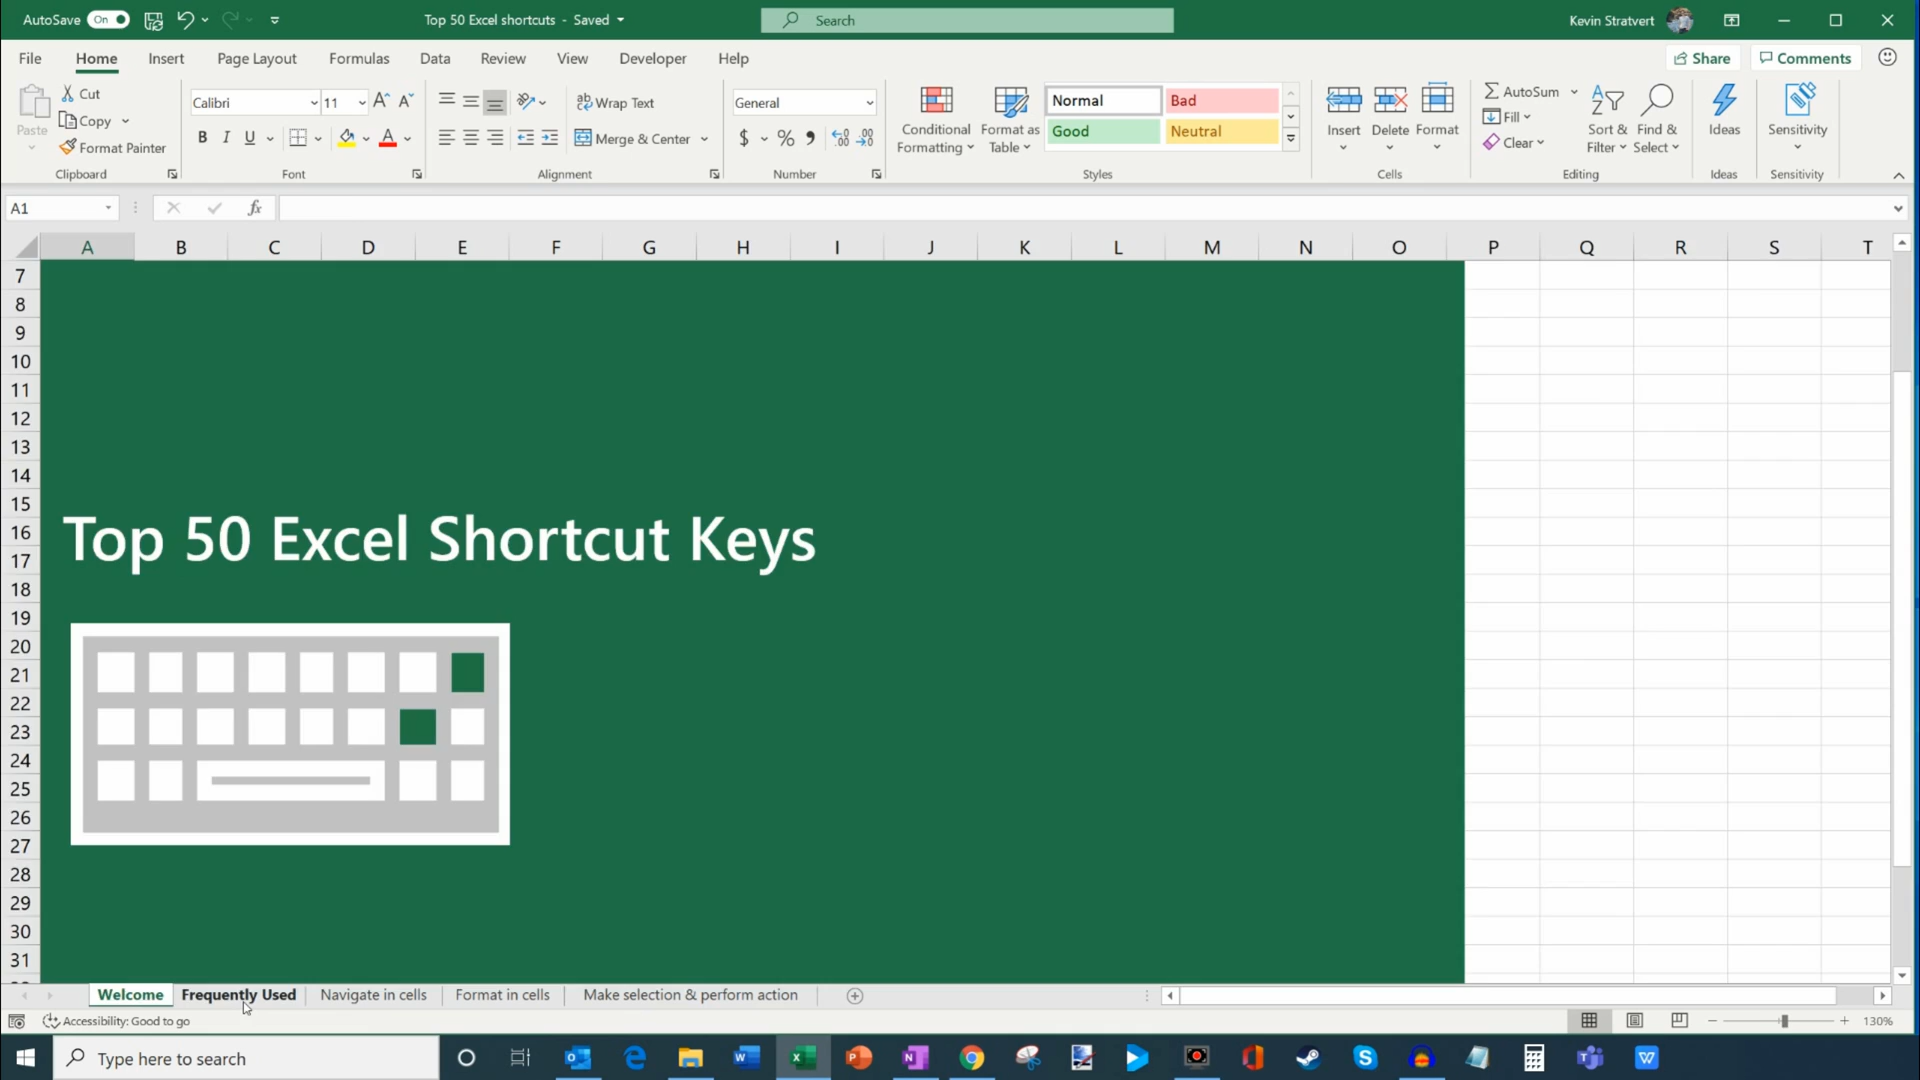 AutoSave On
Top 50 Excel shortcuts - Saved
Search
Kevin Stratvert
File Home Insert Page Layout Formulas Data Review View Developer Help
Share Comments
Paste
Cut
Copy
Format Painter
Clipboard
Calibri 11
B I U
Font
Wrap Text
Merge & Center
Alignment
General
$ % ,
Number
Conditional Formatting
Format as Table
Normal Bad
Good Neutral
Styles
Insert Delete Format
Cells
AutoSum
Fill
Clear
Sort & Filter
Find & Select
Editing
Ideas
Ideas
Sensitivity
Sensitivity
A1
fx
A B C D E F G H I J K L M N O P Q R S T
7
8
9
10
11
12
13
14
15
16
17
18
19
20
21
22
23
24
25
26
27
28
29
30
31
Top 50 Excel Shortcut Keys
Welcome Frequently Used Navigate in cells Format in cells Make selection & perform action
Accessibility: Good to go
130%
Type here to search